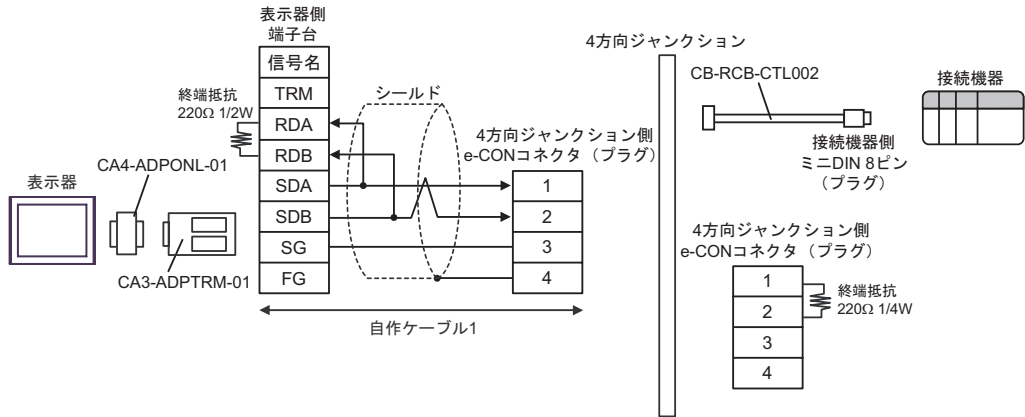 表示器
CA4-ADPONL-01
CA3-ADPTRM-01
表示器側
端子台
信号名
TRM
RDA
RDB
SDA
SDB
SG
FG
終端抵抗
220Ω 1/2W
シールド
4方向ジャンクション側
e-CONコネクタ（プラグ）
1
2
3
4
自作ケーブル1
4方向ジャンクション
CB-RCB-CTL002
接続機器
接続機器側
ミニDIN 8ピン
（プラグ）
4方向ジャンクション側
e-CONコネクタ（プラグ）
1
2
3
4
終端抵抗
220Ω 1/4W